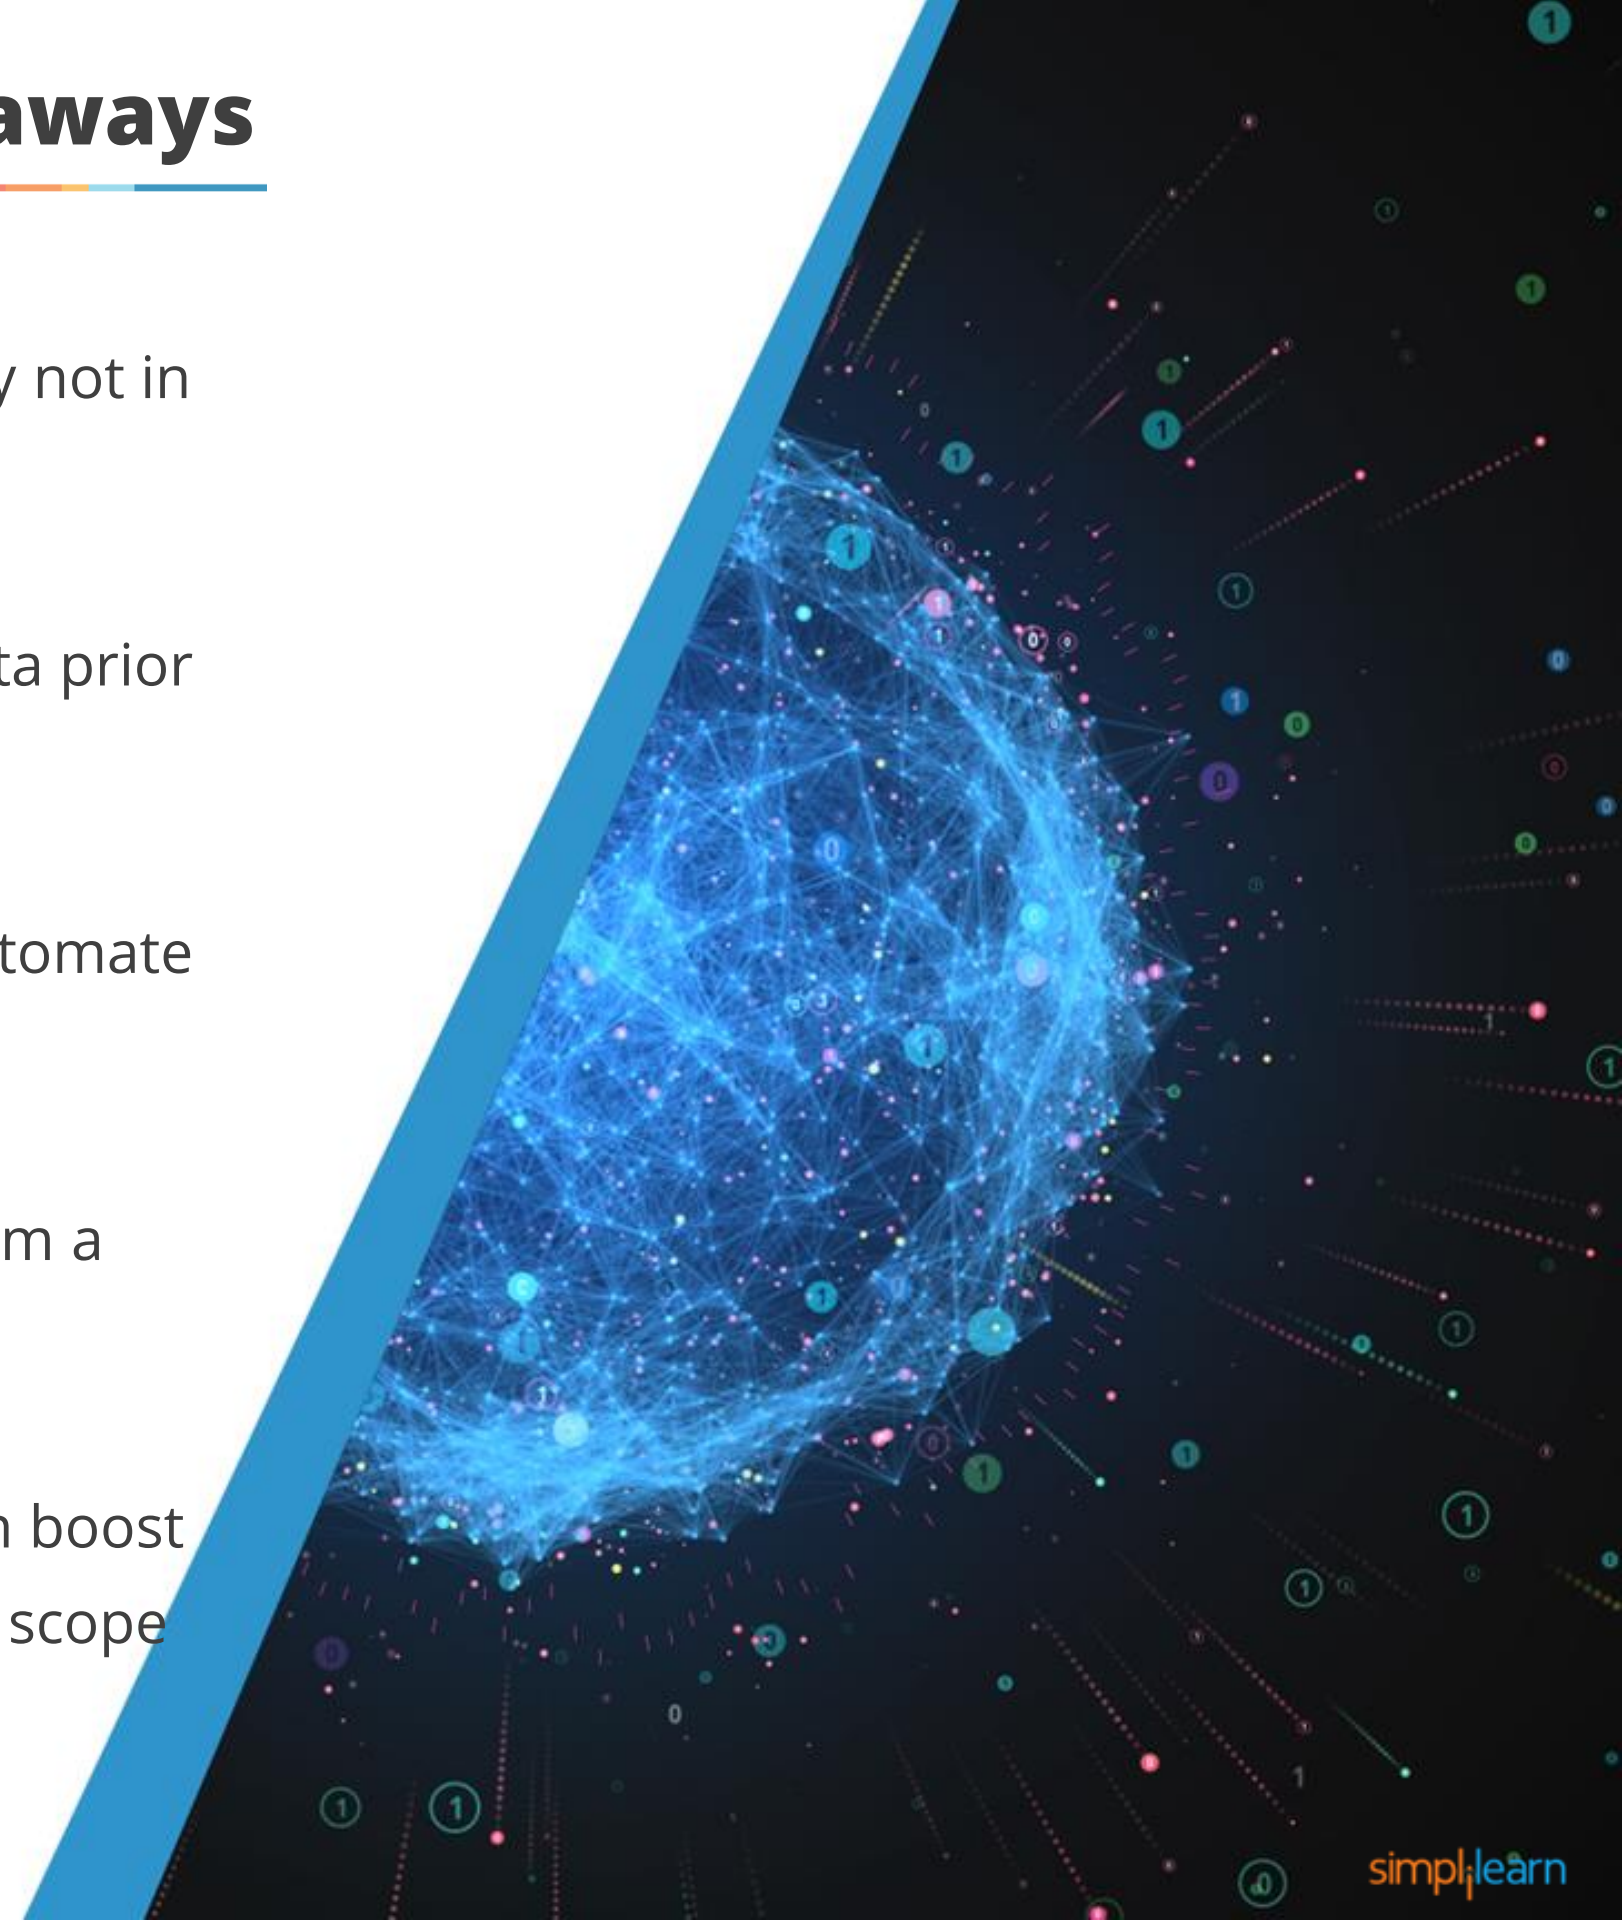 aways
y not in
ta prior
tomate
m a
n boost
scope
simplilearn